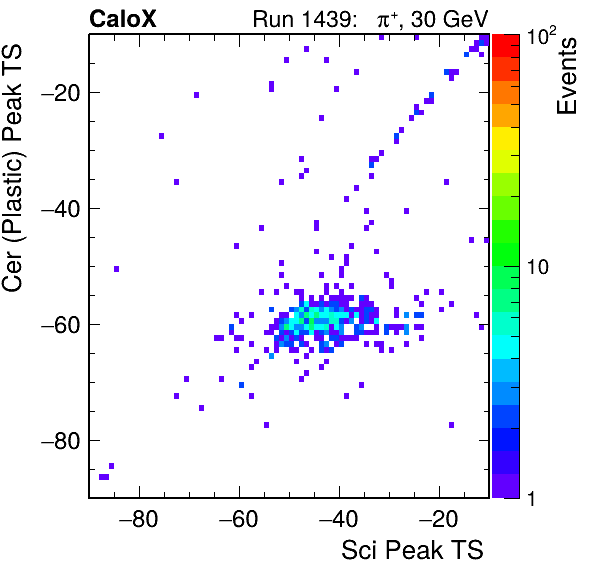 CaloX Run 1439: π⁺, 30 GeV
Cer (Plastic) Peak TS
−20
−40
−60
−80
−80 −60 −40 −20
Sci Peak TS
10²
10
1
Events